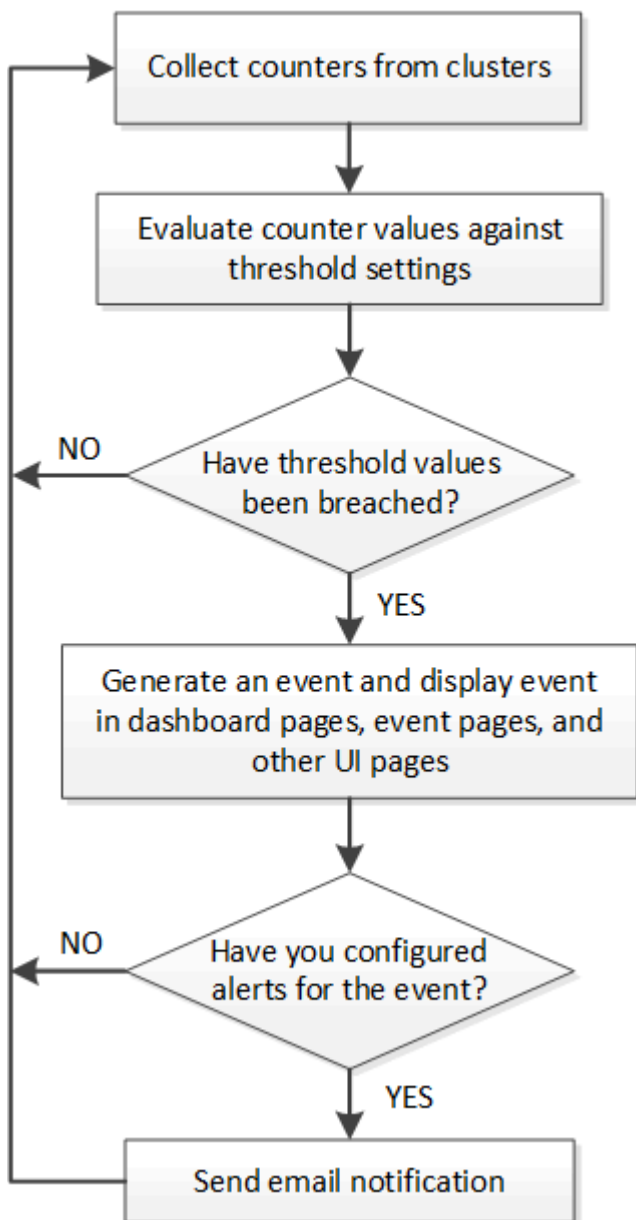 Collect counters from clusters
Evaluate counter values against
threshold settings
NO
Have threshold values
been breached?
YES
Generate an event and display event
in dashboard pages, event pages, and
other UI pages
NO
Have you configured
alerts for the event?
YES
Send email notification